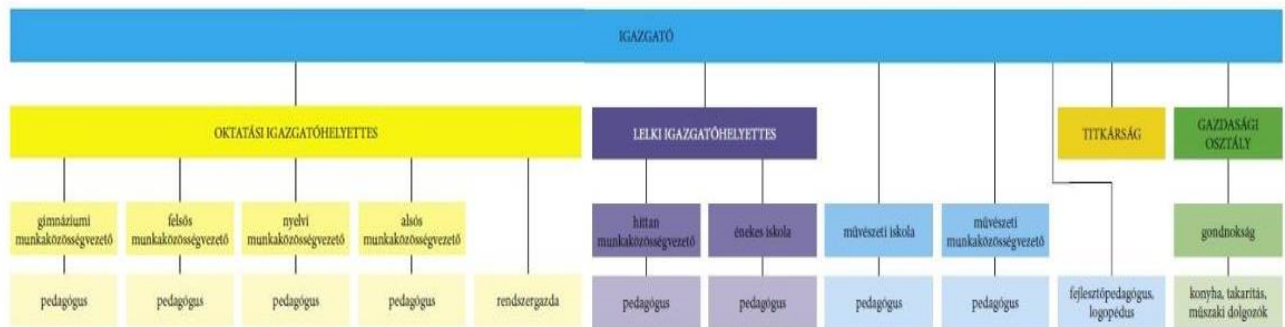 IGAZGATÓ
OKTATÁSI IGAZGATÓHELYETTES
LELKI IGAZGATÓHELYETTES
TITKÁRSÁG
GAZDASÁGI
OSZTÁLY
gimnáziumi
munkaközösségvezető
felsős
munkaközösségvezető
nyelvi
munkaközösségvezető
alsós
munkaközösségvezető
hittan
munkaközösségvezető
énekes iskola
művészeti iskola
művészeti
munkaközösségvezető
gondnokság
pedagógus
pedagógus
pedagógus
pedagógus
rendszergazda
pedagógus
pedagógus
pedagógus
pedagógus
fejlesztőpedagógus,
logopédus
konyha, takarítás,
műszaki dolgozók